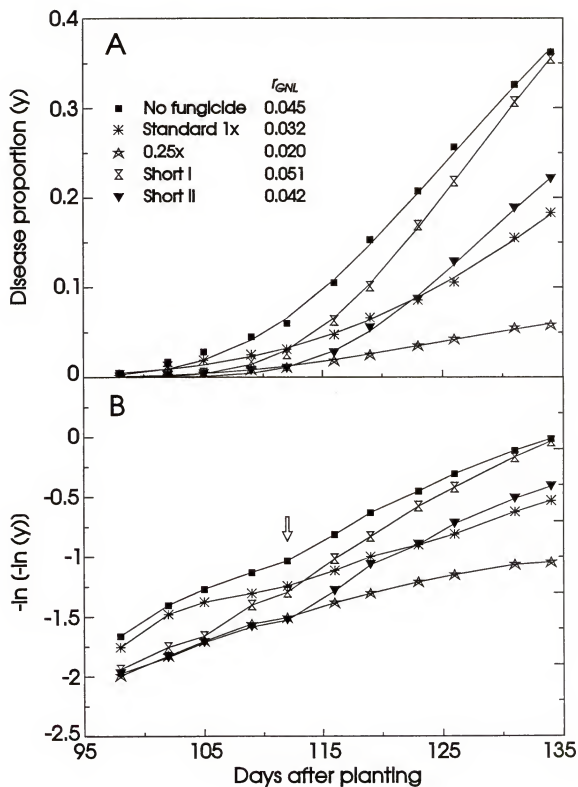 A
0.4
0.3
0.2
0.1
0
Disease proportion (y)
r_GNL
No fungicide 0.045
Standard 1x 0.032
0.25x 0.020
Short I 0.051
Short II 0.042
B
0
-0.5
-1
-1.5
-2
-2.5
-ln (-ln (y))
95 105 115 125 135
Days after planting